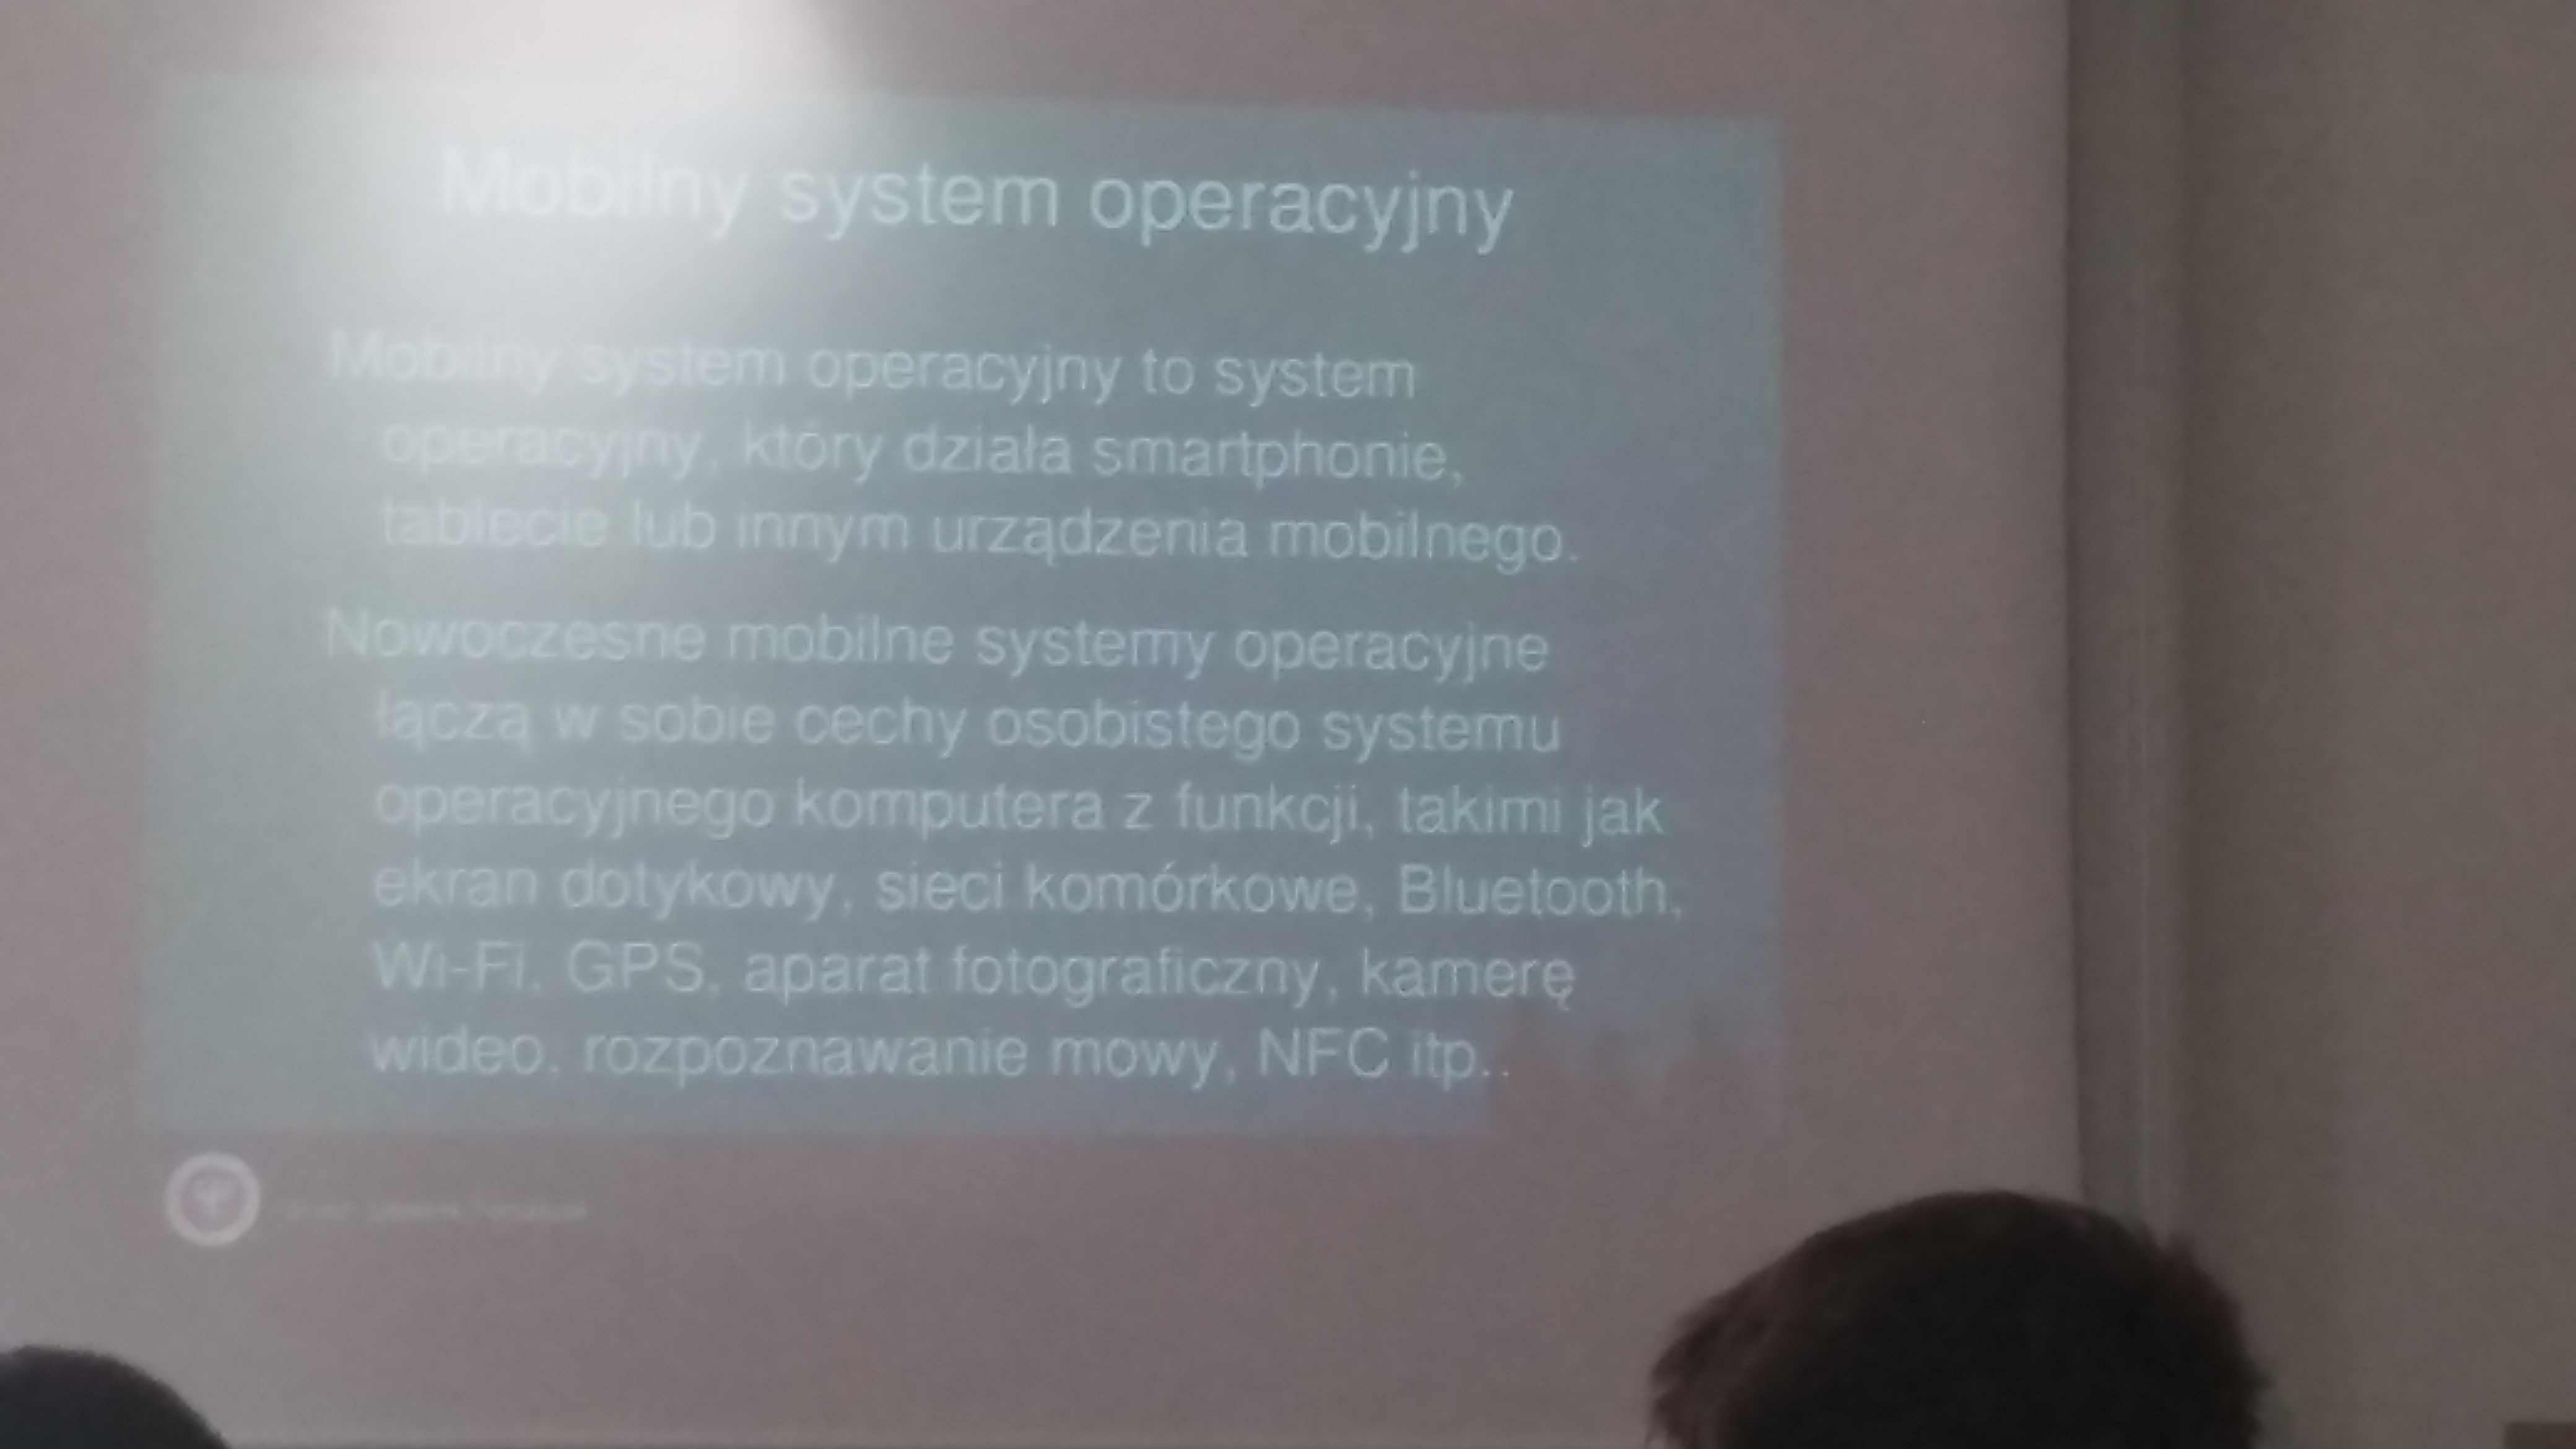 Mobilny system operacyjny
Mobilny system operacyjny to system
operacyjny, który działa smartphonie,
tablecie lub innym urządzenia mobilnego.
Nowoczesne mobilne systemy operacyjne
łączą w sobie cechy osobistego systemu
operacyjnego komputera z funkcji, takimi jak
ekran dotykowy, sieci komórkowe, Bluetooth,
Wi-Fi, GPS, aparat fotograficzny, kamerę
wideo, rozpoznawanie mowy, NFC itp..